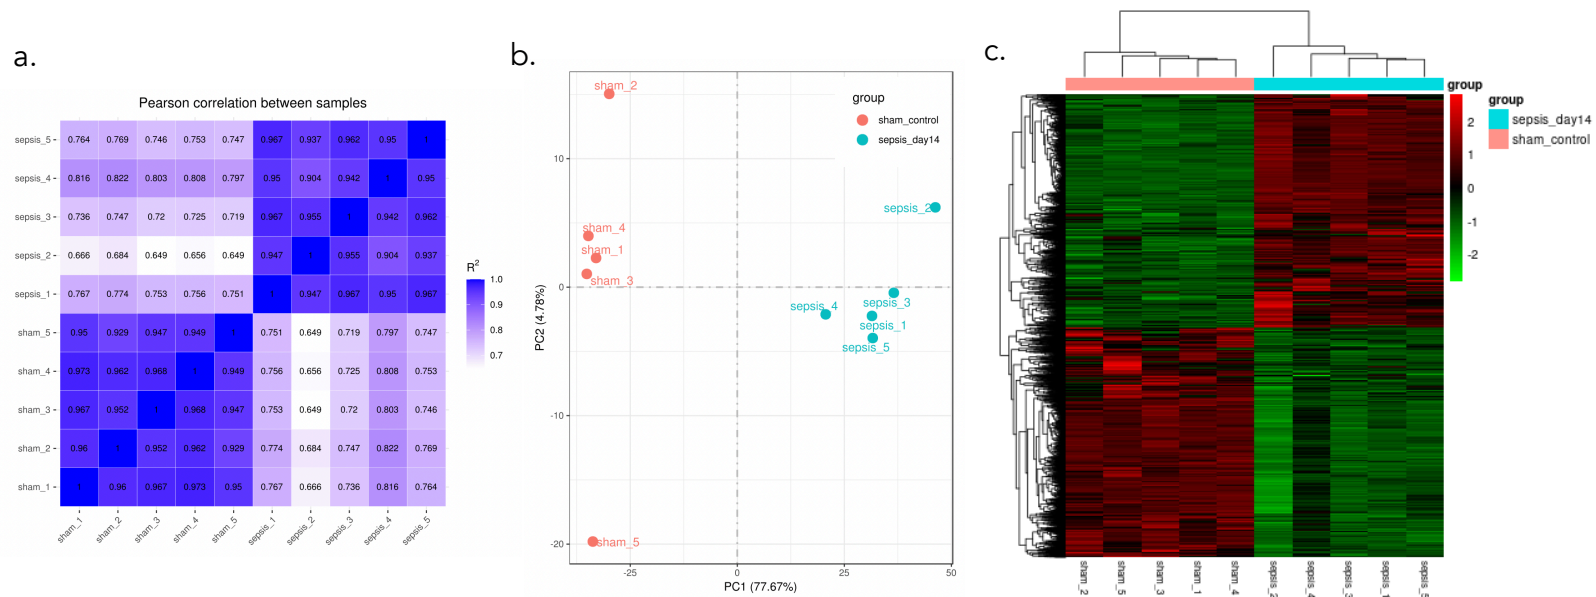 a.
Pearson correlation between samples
sepsis_5 0.764 0.769 0.746 0.753 0.747 0.967 0.937 0.962 0.95 1
sepsis_4 0.816 0.822 0.803 0.808 0.797 0.95 0.904 0.942 1 0.95
sepsis_3 0.736 0.747 0.72 0.725 0.719 0.967 0.955 1 0.942 0.962
sepsis_2 0.666 0.684 0.649 0.656 0.649 0.947 1 0.955 0.904 0.937
sepsis_1 0.767 0.774 0.753 0.756 0.751 1 0.947 0.967 0.95 0.967
sham_5 0.95 0.929 0.947 0.949 1 0.751 0.649 0.719 0.797 0.747
sham_4 0.973 0.962 0.968 1 0.949 0.756 0.656 0.725 0.808 0.753
sham_3 0.967 0.952 1 0.968 0.947 0.753 0.649 0.72 0.803 0.746
sham_2 0.96 1 0.952 0.962 0.929 0.774 0.684 0.747 0.822 0.769
sham_1 1 0.96 0.967 0.973 0.95 0.767 0.666 0.736 0.816 0.764
sham_1 sham_2 sham_3 sham_4 sham_5 sepsis_1 sepsis_2 sepsis_3 sepsis_4 sepsis_5
R²
1.0
0.9
0.8
0.7
b.
sham_2
group
sham_control
sepsis_day14
10
sepsis_2
sham_4
sham_1
sham_3
0
sepsis_3
sepsis_4
sepsis_1
sepsis_5
-10
-20
sham_5
-25 0 25 50
PC1 (77.67%)
PC2 (4.78%)
c.
group
2
1
0
-1
-2
group
sepsis_day14
sham_control
sham_2 sham_5 sham_3 sham_1 sham_4 sepsis_2 sepsis_4 sepsis_3 sepsis_1 sepsis_5